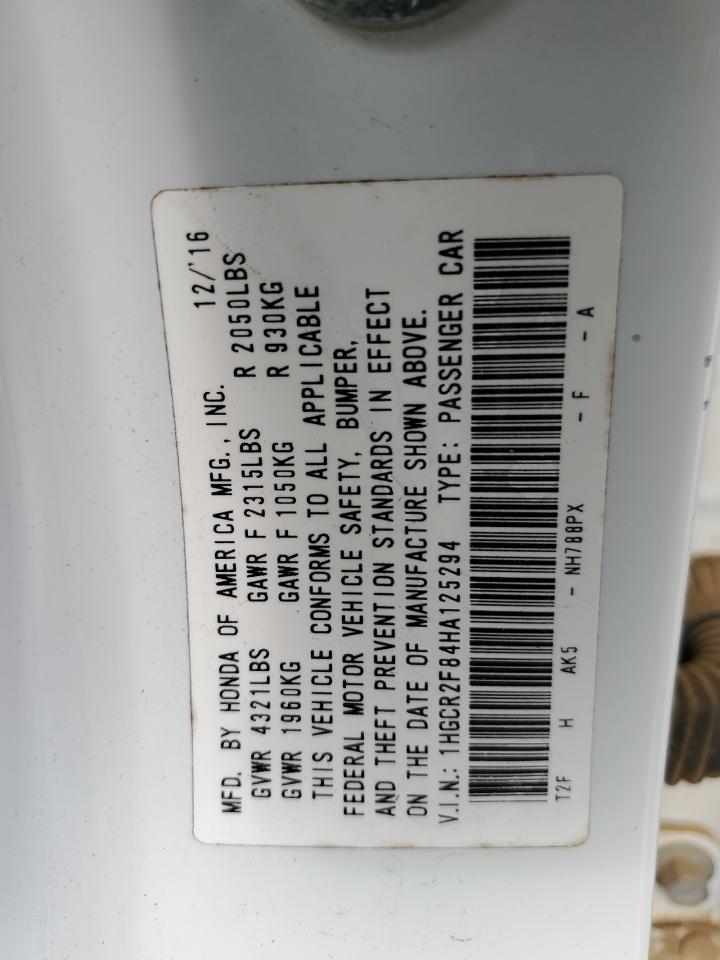 MFD. BY HONDA OF AMERICA MFG., INC. 12/'16
GVWR 4321LBS GAWR F 2315LBS R 2050LBS
GVWR 1960KG GAWR F 1050KG R 930KG
THIS VEHICLE CONFORMS TO ALL APPLICABLE
FEDERAL MOTOR VEHICLE SAFETY, BUMPER,
AND THEFT PREVENTION STANDARDS IN EFFECT
ON THE DATE OF MANUFACTURE SHOWN ABOVE.
V.I.N.: 1HGCR2F84HA125294 TYPE: PASSENGER CAR
T2F H AK5 - NH788PX - F - A